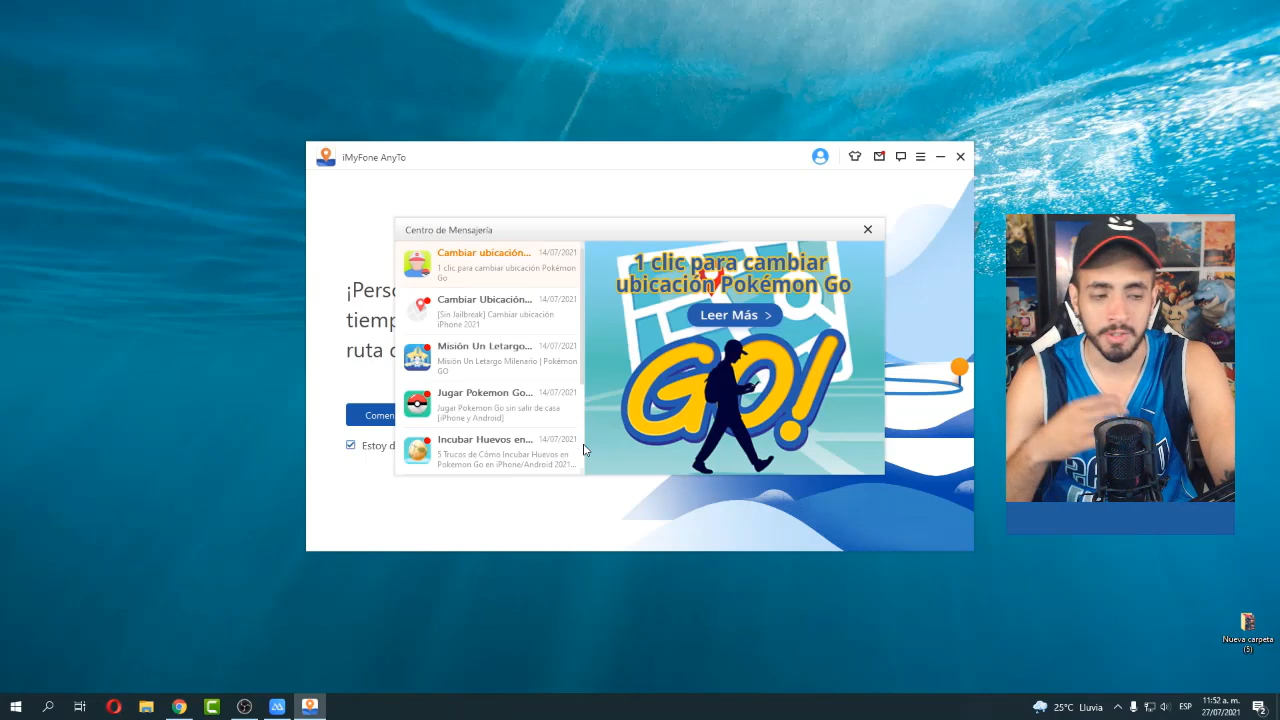 iMyFone AnyTo
Centro de Mensajería
Cambiar ubicación... 14/07/2021
1 clic para cambiar ubicación Pokémon
Go
Cambiar Ubicación... 14/07/2021
[Sin Jailbreak] Cambiar ubicación
iPhone 2021
Misión Un Letargo... 14/07/2021
Misión Un Letargo Milenario | Pokémon
GO
Jugar Pokemon Go... 14/07/2021
Jugar Pokemon Go sin salir de casa
[iPhone y Android]
Incubar Huevos en... 14/07/2021
5 Trucos de Cómo Incubar Huevos en
Pokemon Go en iPhone/Android 2021...
1 clic para cambiar
ubicación Pokémon Go
Leer Más >
GO!
¡Perso
tiemp
ruta c
Comen
Estoy d
Nueva carpeta
(5)
25°C Lluvia
ESP
11:52 a. m.
27/07/2021
2